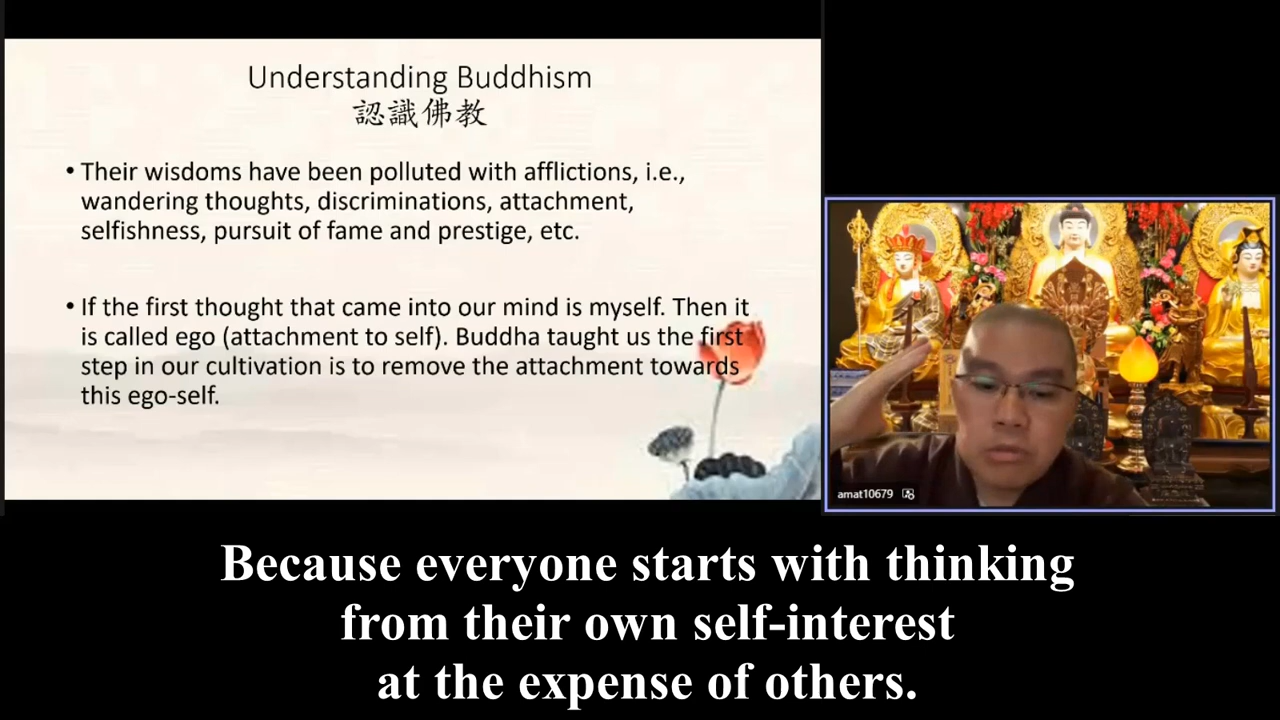 Understanding Buddhism
認識佛教
• Their wisdoms have been polluted with afflictions, i.e.,
wandering thoughts, discriminations, attachment,
selfishness, pursuit of fame and prestige, etc.
• If the first thought that came into our mind is myself. Then it
is called ego (attachment to self). Buddha taught us the first
step in our cultivation is to remove the attachment towards
this ego-self.
amat10679
Because everyone starts with thinking
from their own self-interest
at the expense of others.